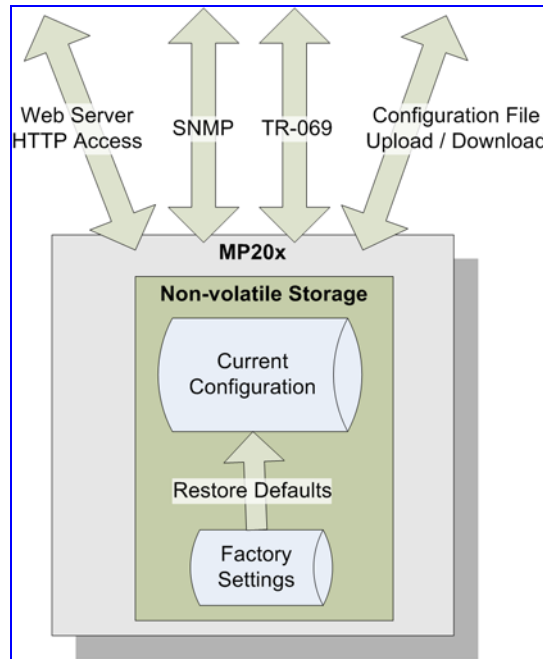 Web Server
HTTP Access
SNMP
TR-069
Configuration File
Upload / Download
MP20x
Non-volatile Storage
Current
Configuration
Restore Defaults
Factory
Settings